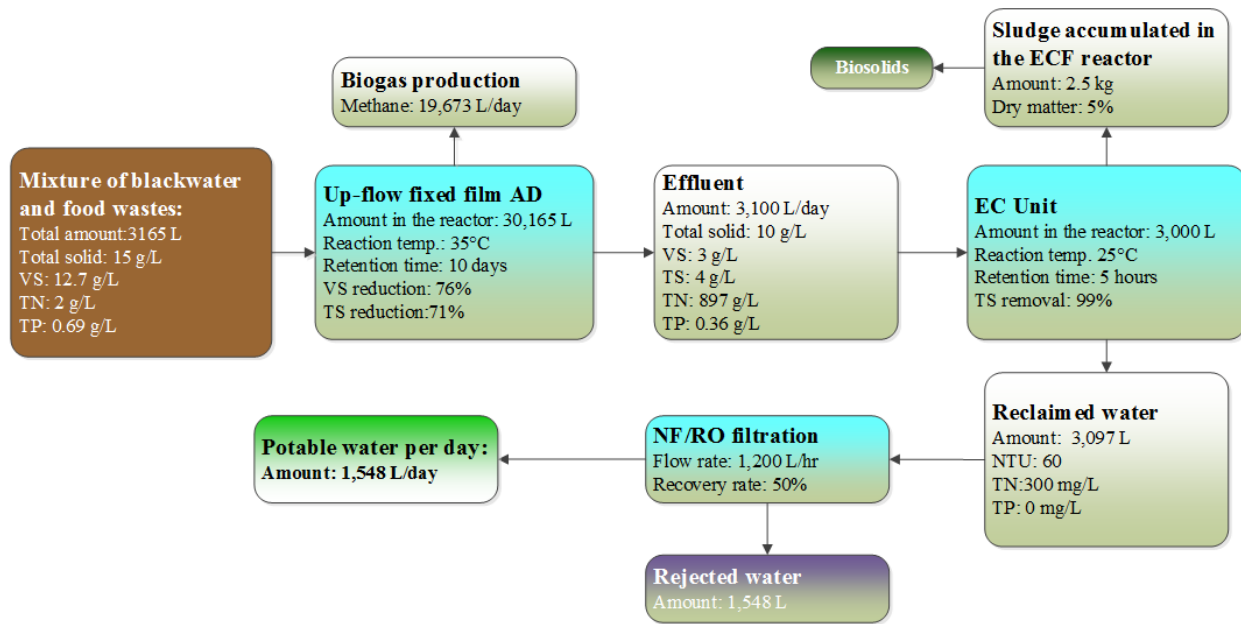 Mixture of blackwater
and food wastes:
Total amount:3165 L
Total solid: 15 g/L
VS: 12.7 g/L
TN: 2 g/L
TP: 0.69 g/L
Biogas production
Methane: 19,673 L/day
Up-flow fixed film AD
Amount in the reactor: 30,165 L
Reaction temp.: 35°C
Retention time: 10 days
VS reduction: 76%
TS reduction:71%
Effluent
Amount: 3,100 L/day
Total solid: 10 g/L
VS: 3 g/L
TS: 4 g/L
TN: 897 g/L
TP: 0.36 g/L
Biosolids
Sludge accumulated in
the ECF reactor
Amount: 2.5 kg
Dry matter: 5%
EC Unit
Amount in the reactor: 3,000 L
Reaction temp. 25°C
Retention time: 5 hours
TS removal: 99%
Reclaimed water
Amount: 3,097 L
NTU: 60
TN:300 mg/L
TP: 0 mg/L
NF/RO filtration
Flow rate: 1,200 L/hr
Recovery rate: 50%
Potable water per day:
Amount: 1,548 L/day
Rejected water
Amount: 1,548 L